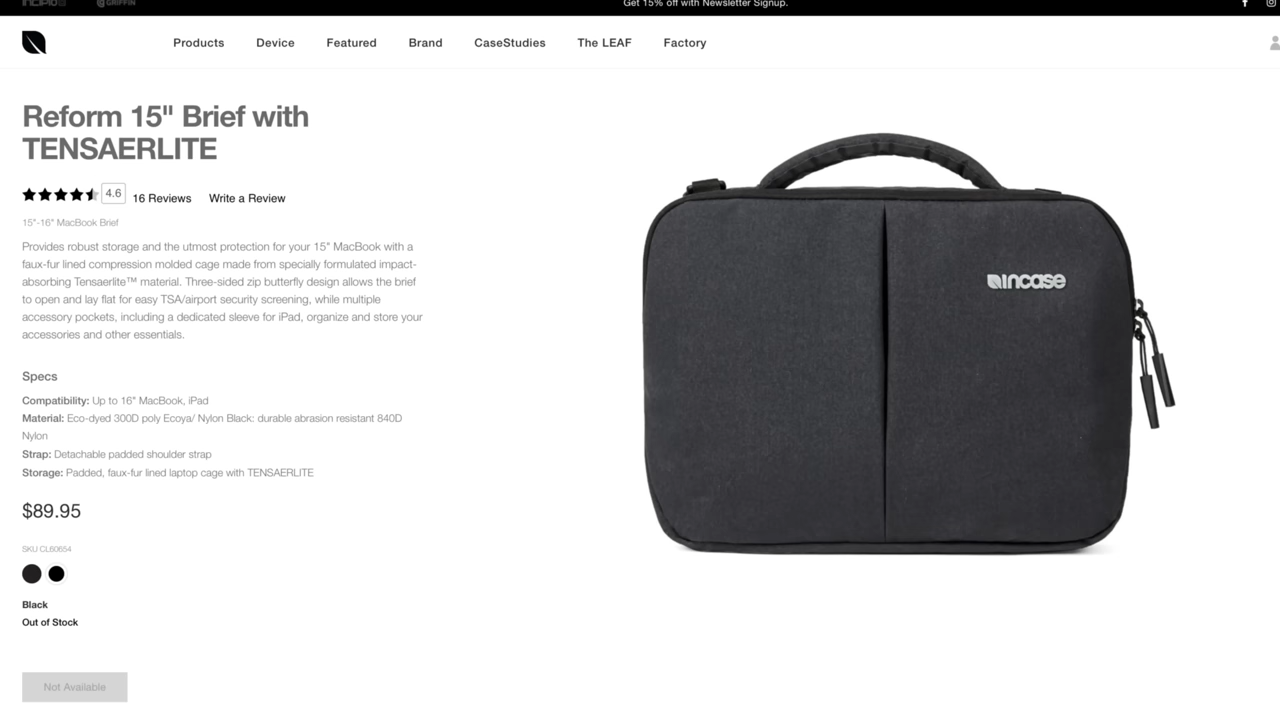 INCIPIO
GRIFFIN
Get 15% off with Newsletter Signup.
Products Device Featured Brand CaseStudies The LEAF Factory
Reform 15" Brief with
TENSAERLITE
4.6 16 Reviews Write a Review
15"-16" MacBook Brief
Provides robust storage and the utmost protection for your 15" MacBook with a
faux-fur lined compression molded cage made from specially formulated impact-
absorbing Tensaerlite™ material. Three-sided zip butterfly design allows the brief
to open and lay flat for easy TSA/airport security screening, while multiple
accessory pockets, including a dedicated sleeve for iPad, organize and store your
accessories and other essentials.
Specs
Compatibility: Up to 16" MacBook, iPad
Material: Eco-dyed 300D poly Ecoya/ Nylon Black: durable abrasion resistant 840D
Nylon
Strap: Detachable padded shoulder strap
Storage: Padded, faux-fur lined laptop cage with TENSAERLITE
$89.95
SKU CL60654
Black
Out of Stock
Not Available
incase